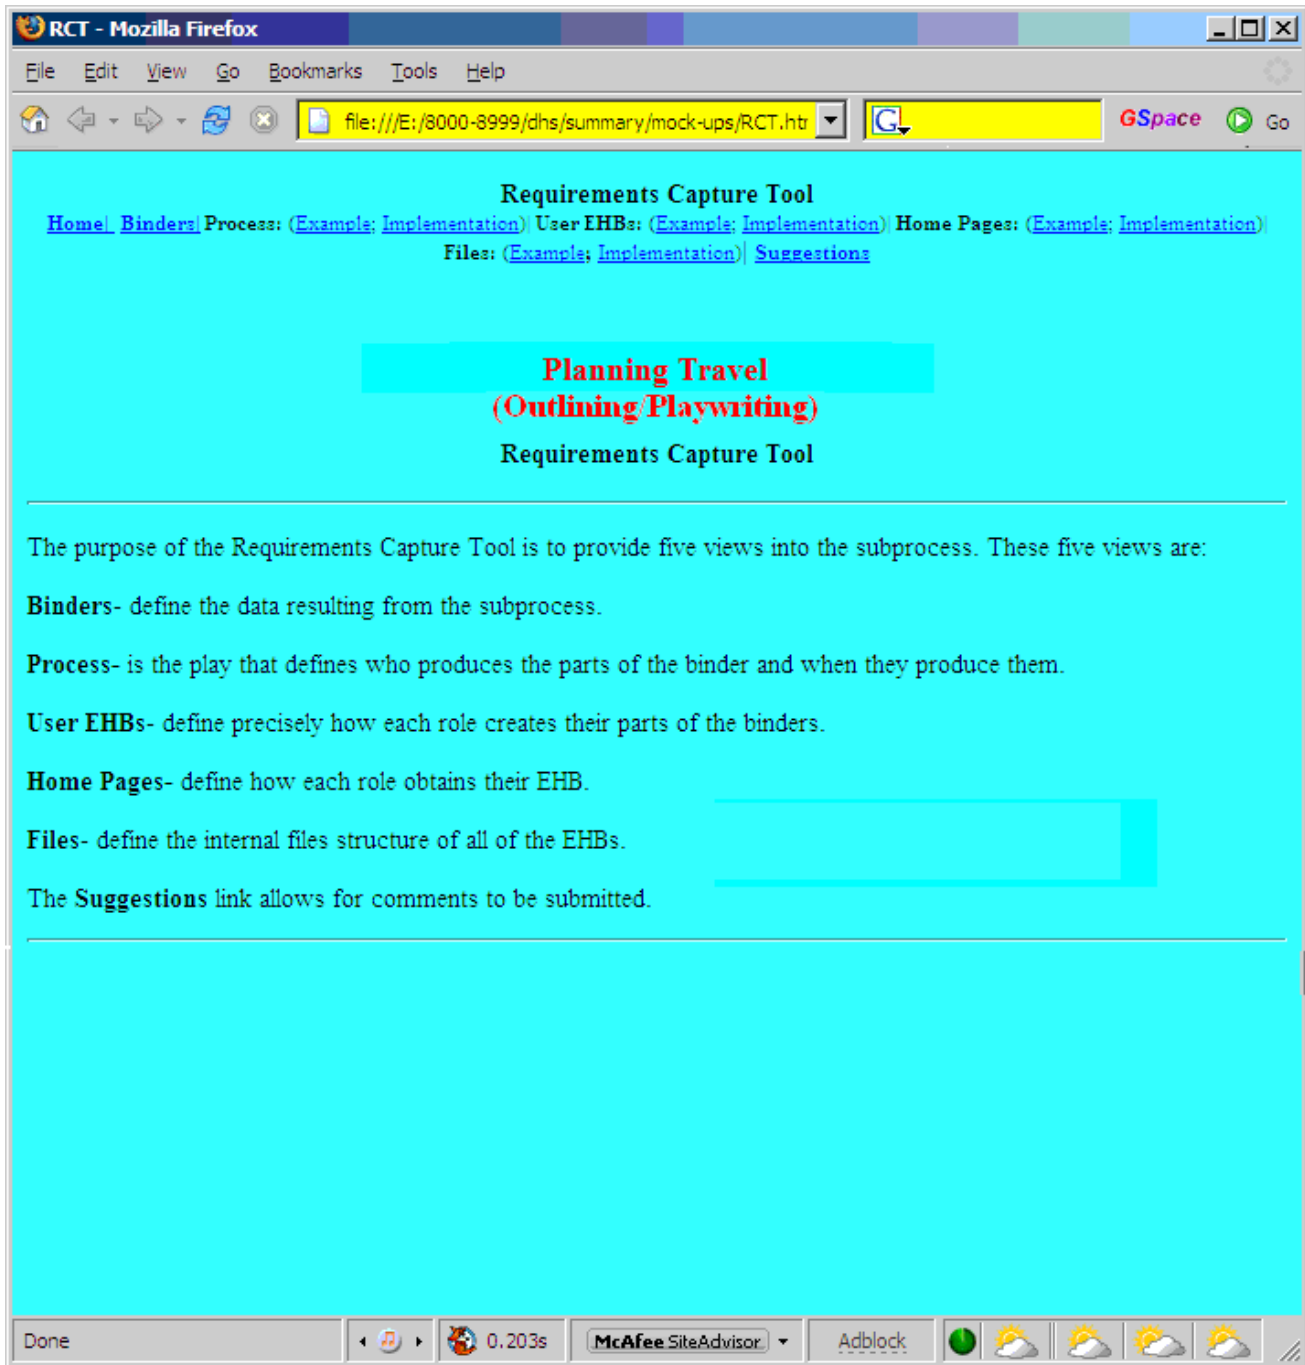 RCT - Mozilla Firefox
File Edit View Go Bookmarks Tools Help
file:///E:/8000-8999/dhs/summary/mock-ups/RCT.htr G GSpace Go
Requirements Capture Tool
Home| Binders| Process: (Example; Implementation)| User EHBs: (Example; Implementation)| Home Pages: (Example; Implementation)|
Files: (Example; Implementation)| Suggestions
Planning Travel
(Outlining/Playwriting)
Requirements Capture Tool
The purpose of the Requirements Capture Tool is to provide five views into the subprocess. These five views are:
Binders- define the data resulting from the subprocess.
Process- is the play that defines who produces the parts of the binder and when they produce them.
User EHBs- define precisely how each role creates their parts of the binders.
Home Pages- define how each role obtains their EHB.
Files- define the internal files structure of all of the EHBs.
The Suggestions link allows for comments to be submitted.
Done 0.203s McAfee SiteAdvisor Adblock